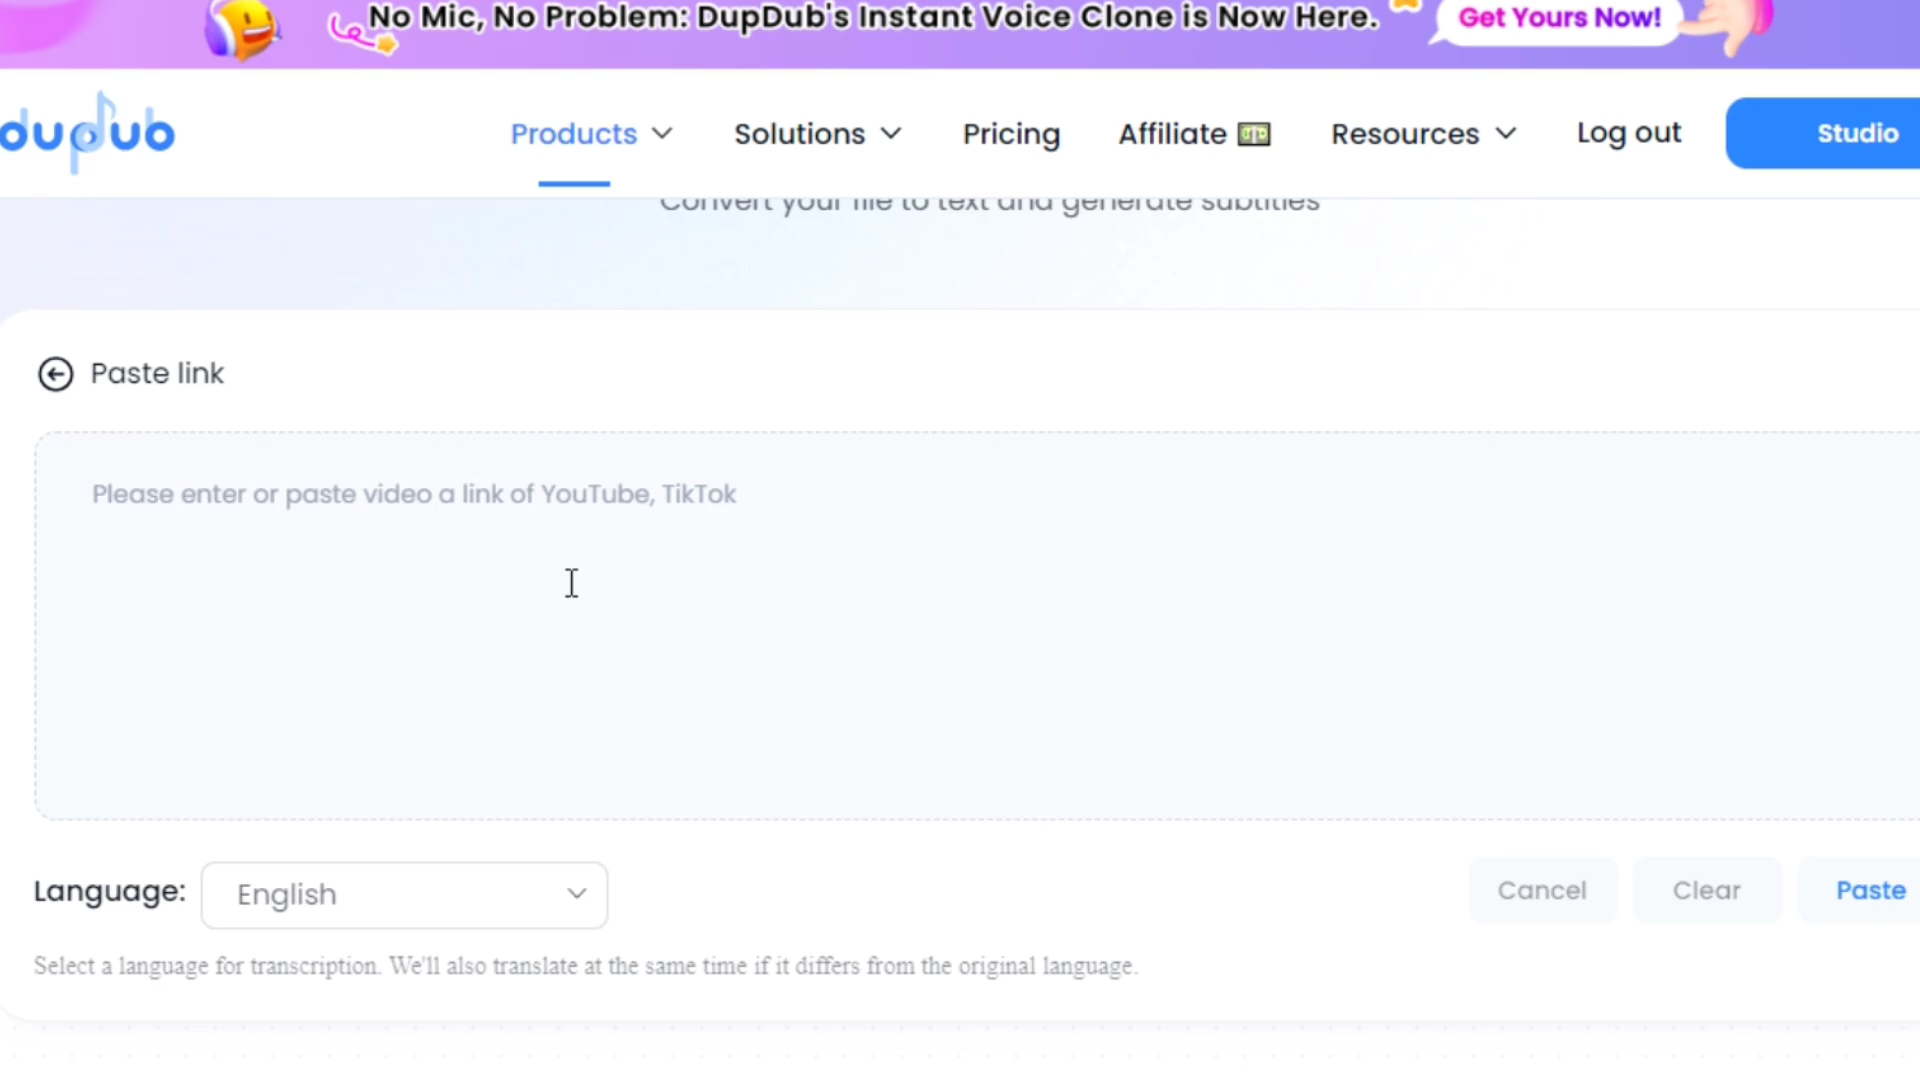 No Mic, No Problem: DupDub's Instant Voice Clone is Now Here.
Get Yours Now!
dupdub
Products
Solutions
Pricing
Affiliate
Resources
Log out
Studio
Convert your file to text and generate subtitles
Paste link
Please enter or paste video a link of YouTube, TikTok
Language:
English
Cancel
Clear
Paste
Select a language for transcription. We'll also translate at the same time if it differs from the original language.